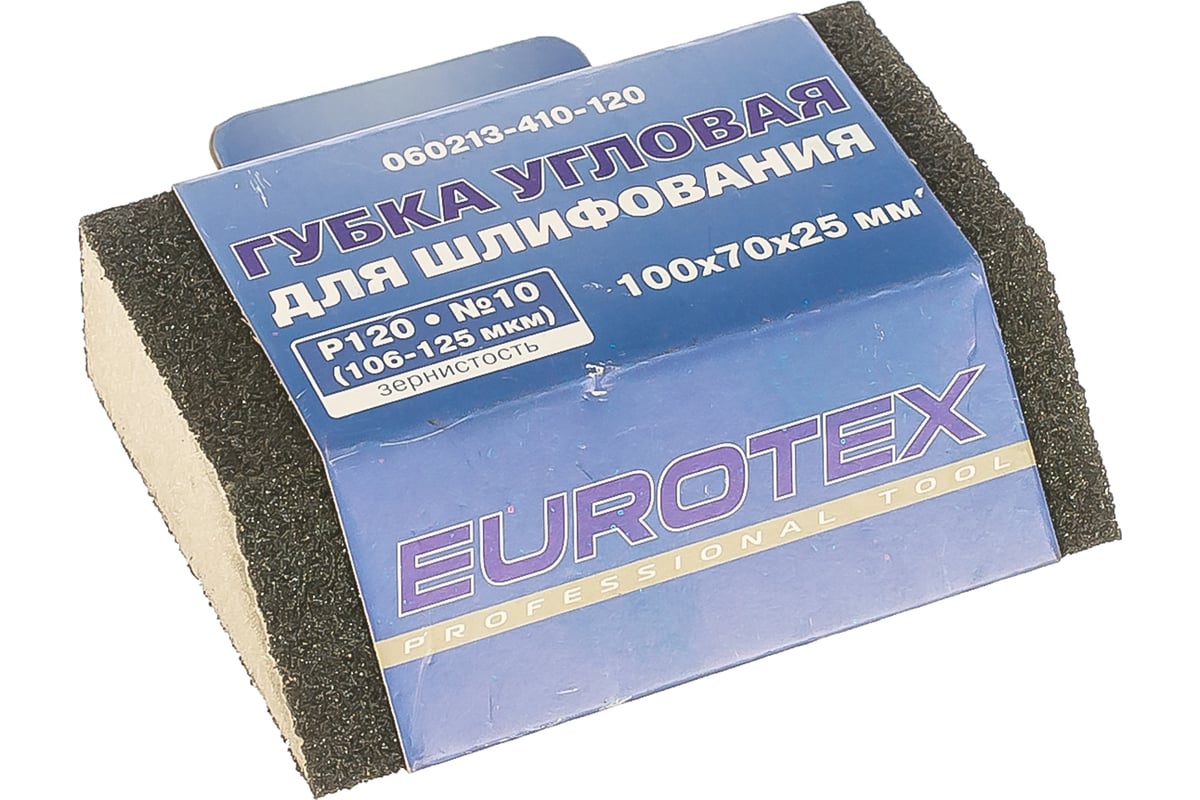 060213-410-120
ГУБКА УГЛОВАЯ
ДЛЯ ШЛИФОВАНИЯ
P120 • №10
(106-125 мкм)
зернистость
100x70x25 мм
EUROTEX
PROFESSIONAL TOOL